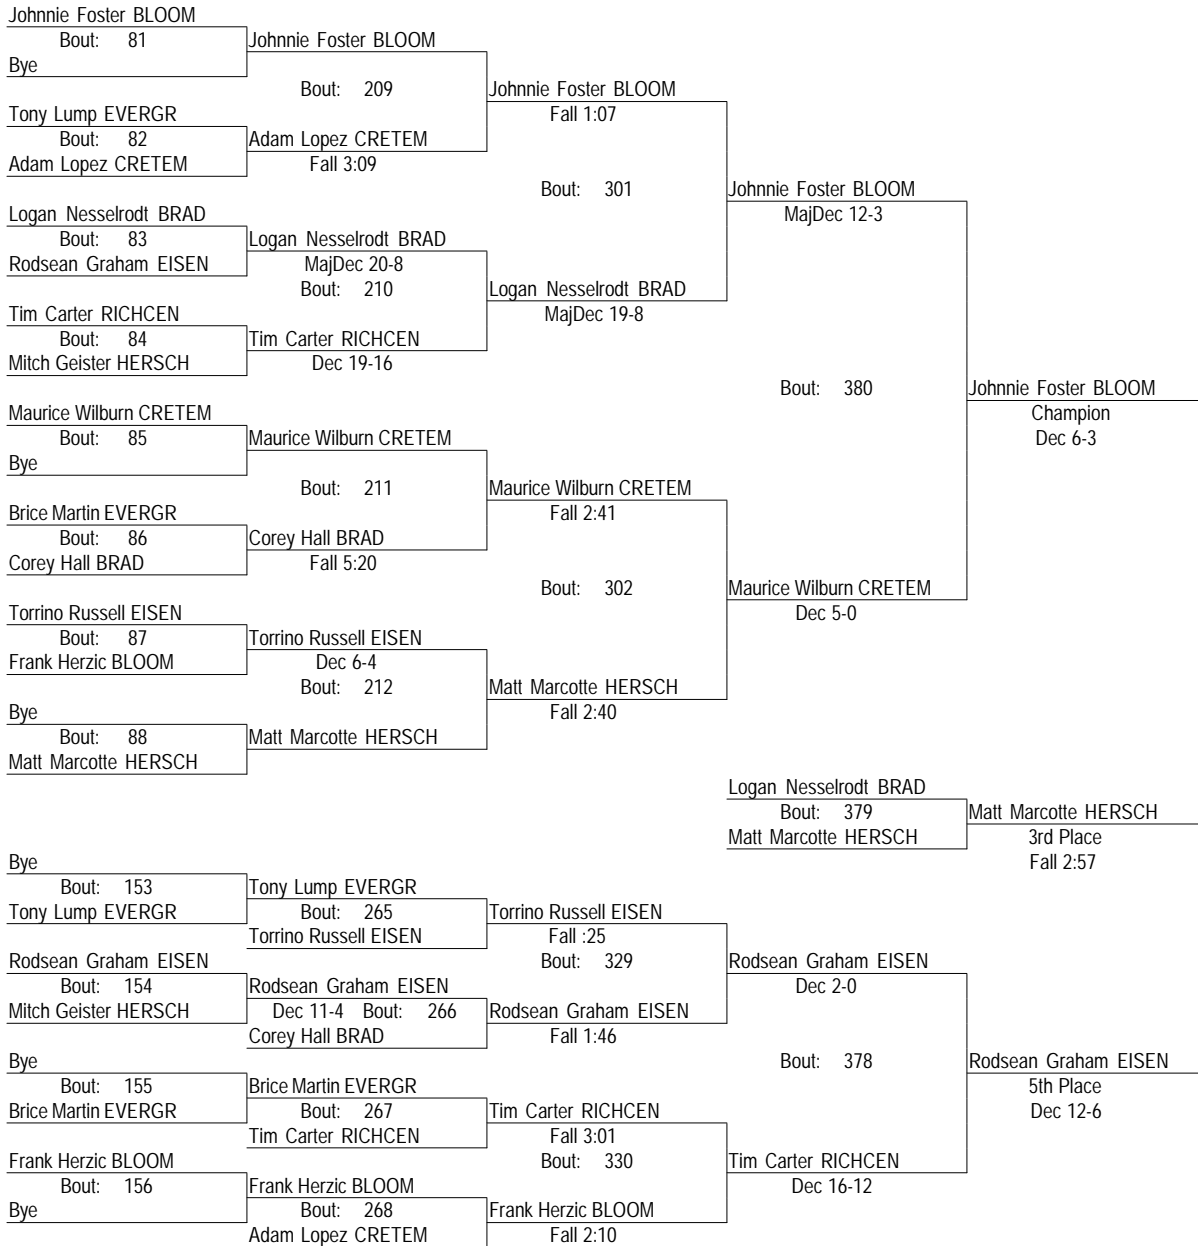 Johnnie Foster BLOOM
Bout: 81
Johnnie Foster BLOOM
Bye
Bout: 209
Johnnie Foster BLOOM
Tony Lump EVERGR
Fall 1:07
Bout: 82
Adam Lopez CRETEM
Adam Lopez CRETEM
Fall 3:09
Bout: 301
Johnnie Foster BLOOM
Logan Nesselrodt BRAD
MajDec 12-3
Bout: 83
Logan Nesselrodt BRAD
Rodsean Graham EISEN
MajDec 20-8
Bout: 210
Logan Nesselrodt BRAD
Tim Carter RICHCEN
MajDec 19-8
Bout: 84
Tim Carter RICHCEN
Mitch Geister HERSCH
Dec 19-16
Bout: 380
Johnnie Foster BLOOM
Maurice Wilburn CRETEM
Champion
Bout: 85
Maurice Wilburn CRETEM
Dec 6-3
Bye
Bout: 211
Maurice Wilburn CRETEM
Brice Martin EVERGR
Fall 2:41
Bout: 86
Corey Hall BRAD
Corey Hall BRAD
Fall 5:20
Bout: 302
Maurice Wilburn CRETEM
Torrino Russell EISEN
Dec 5-0
Bout: 87
Torrino Russell EISEN
Frank Herzic BLOOM
Dec 6-4
Bout: 212
Matt Marcotte HERSCH
Bye
Fall 2:40
Bout: 88
Matt Marcotte HERSCH
Matt Marcotte HERSCH
Logan Nesselrodt BRAD
Bout: 379
Matt Marcotte HERSCH
Matt Marcotte HERSCH
3rd Place
Fall 2:57
Bye
Bout: 153
Tony Lump EVERGR
Tony Lump EVERGR
Bout: 265
Torrino Russell EISEN
Torrino Russell EISEN
Fall :25
Rodsean Graham EISEN
Bout: 329
Rodsean Graham EISEN
Bout: 154
Rodsean Graham EISEN
Dec 2-0
Mitch Geister HERSCH
Dec 11-4 Bout: 266
Rodsean Graham EISEN
Corey Hall BRAD
Fall 1:46
Bye
Bout: 378
Rodsean Graham EISEN
Bout: 155
Brice Martin EVERGR
5th Place
Brice Martin EVERGR
Bout: 267
Tim Carter RICHCEN
Dec 12-6
Tim Carter RICHCEN
Fall 3:01
Frank Herzic BLOOM
Bout: 330
Tim Carter RICHCEN
Bout: 156
Frank Herzic BLOOM
Dec 16-12
Bye
Bout: 268
Frank Herzic BLOOM
Adam Lopez CRETEM
Fall 2:10